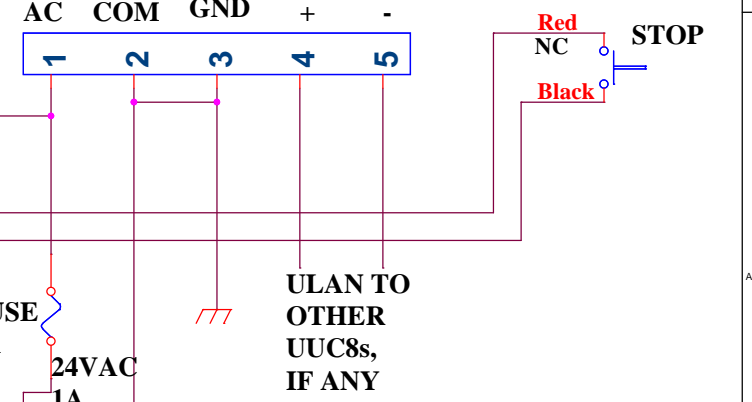 AC COM GND + -
1 2 3 4 5
Red
NC
STOP
Black
ULAN TO
OTHER
UUC8s,
IF ANY
USE
24VAC
1A
A